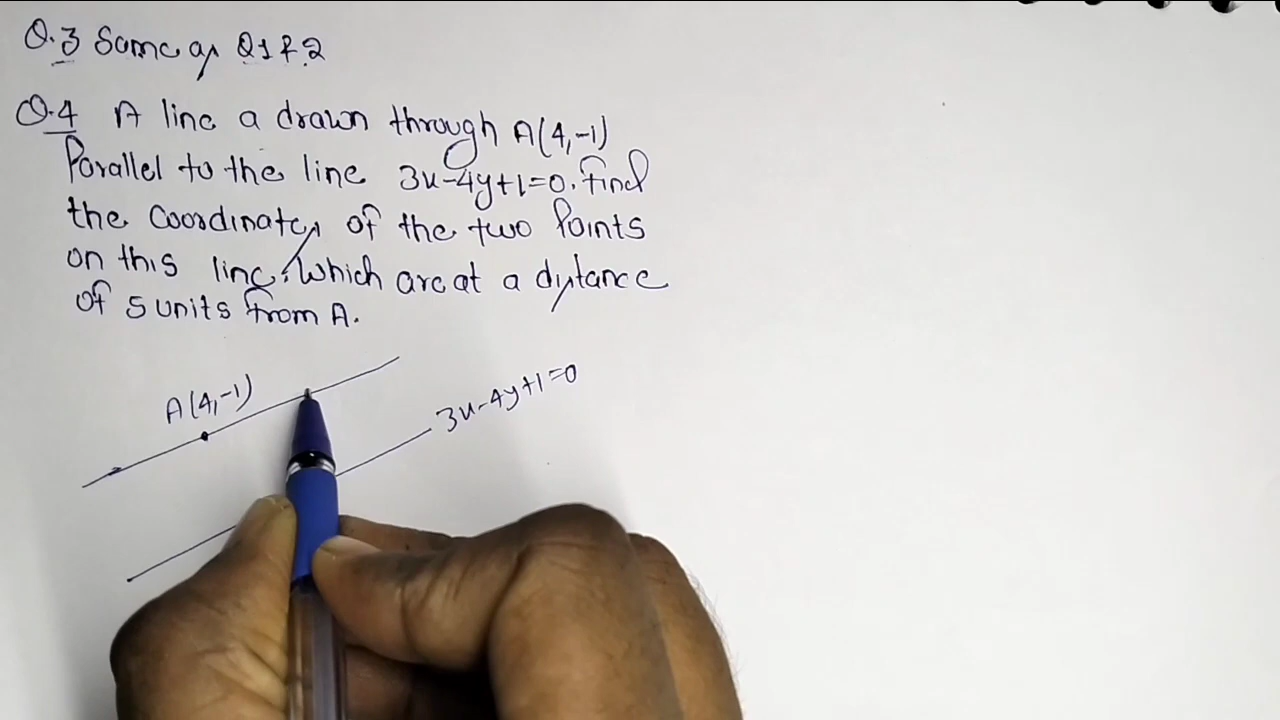 Q.3 Same as Q1 & 2
Q.4 A line a drawn through A(4,-1)
Parallel to the line 3x-4y+1=0. Find
the Coordinates of the two Points
on this line, Which are at a distance
of 5 units from A.
A(4,-1)
3x-4y+1=0